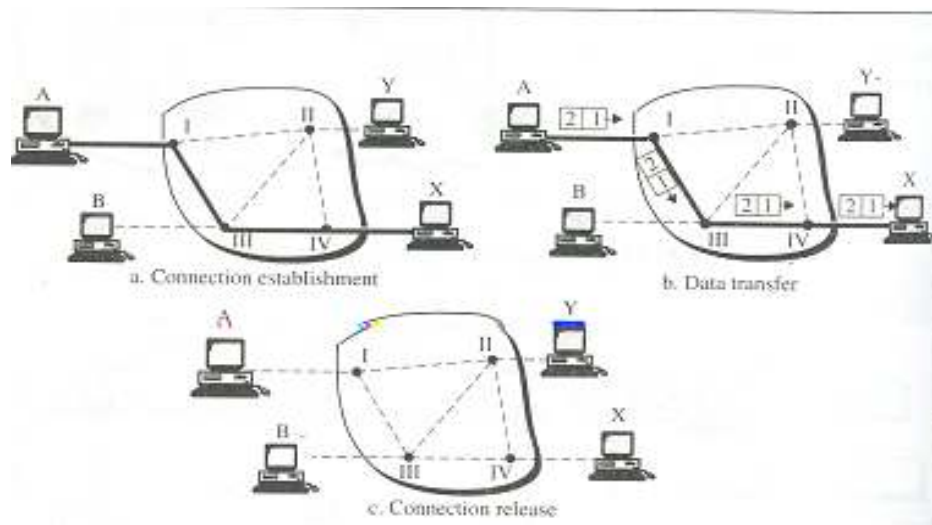 A
I
II
Y
B
III
IV
X
a. Connection establishment
A
2 1
I
II
Y-
2 1
B
III
2 1
IV
2 1
X
b. Data transfer
A
I
II
Y
B
III
IV
X
c. Connection release